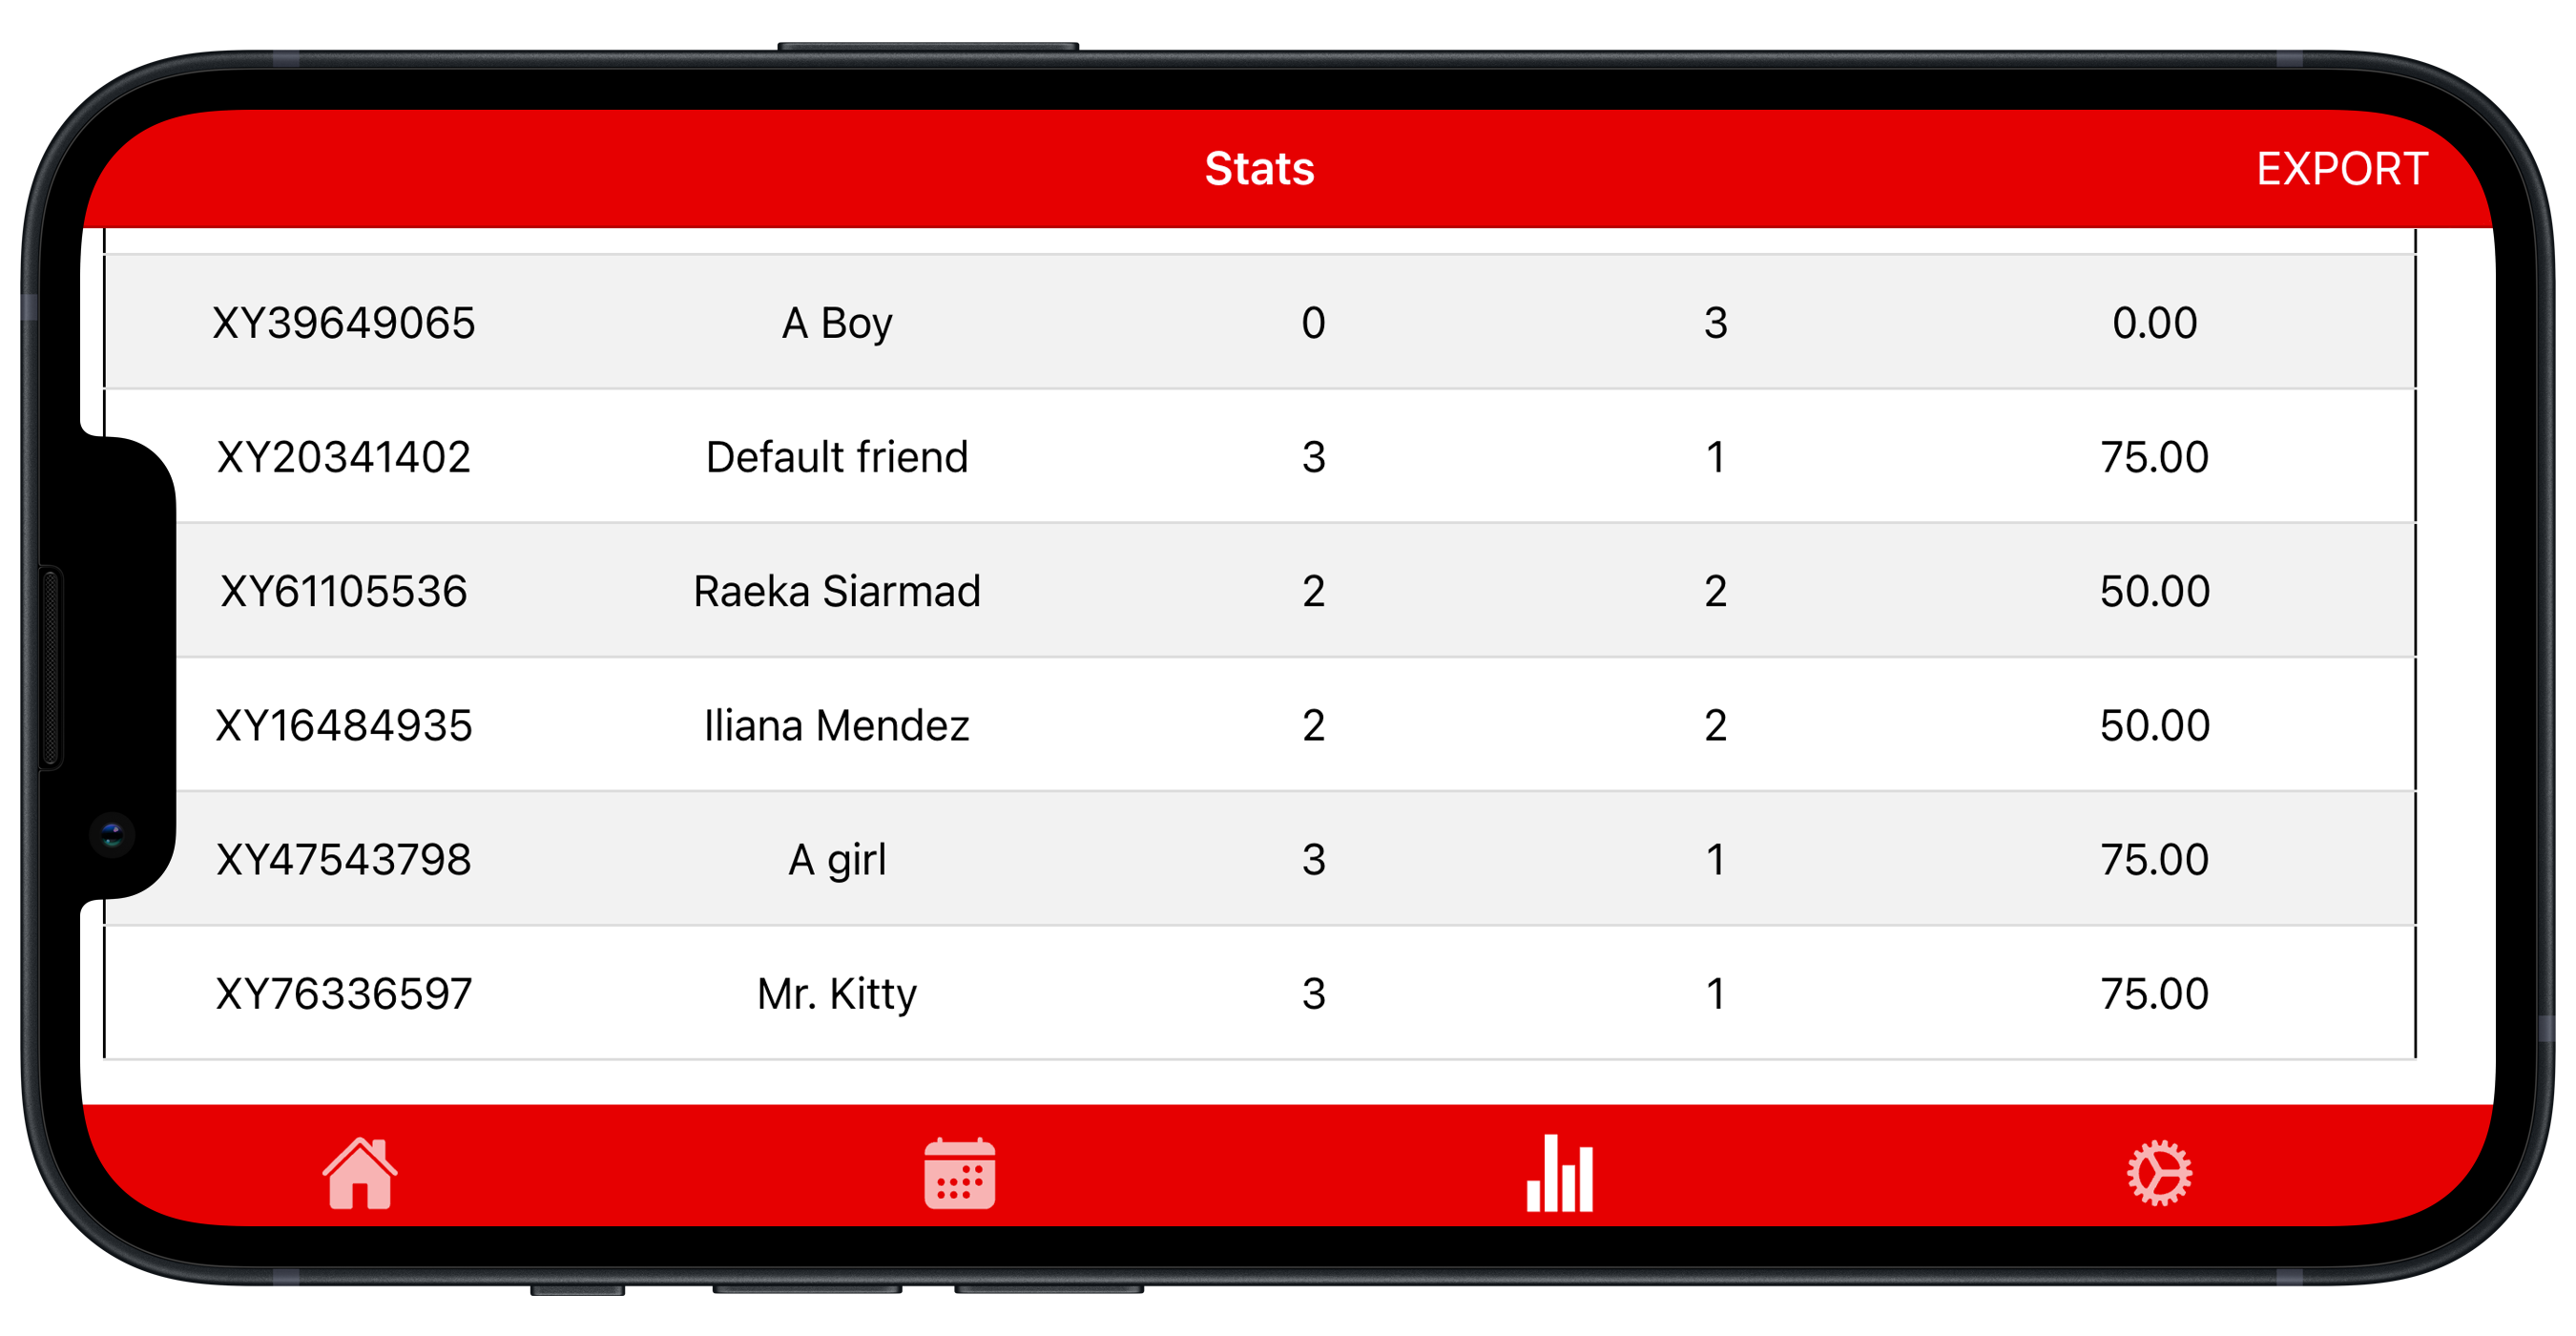 Stats EXPORT
XY39649065 A Boy 0 3 0.00
XY20341402 Default friend 3 1 75.00
XY61105536 Raeka Siarmad 2 2 50.00
XY16484935 Iliana Mendez 2 2 50.00
XY47543798 A girl 3 1 75.00
XY76336597 Mr. Kitty 3 1 75.00